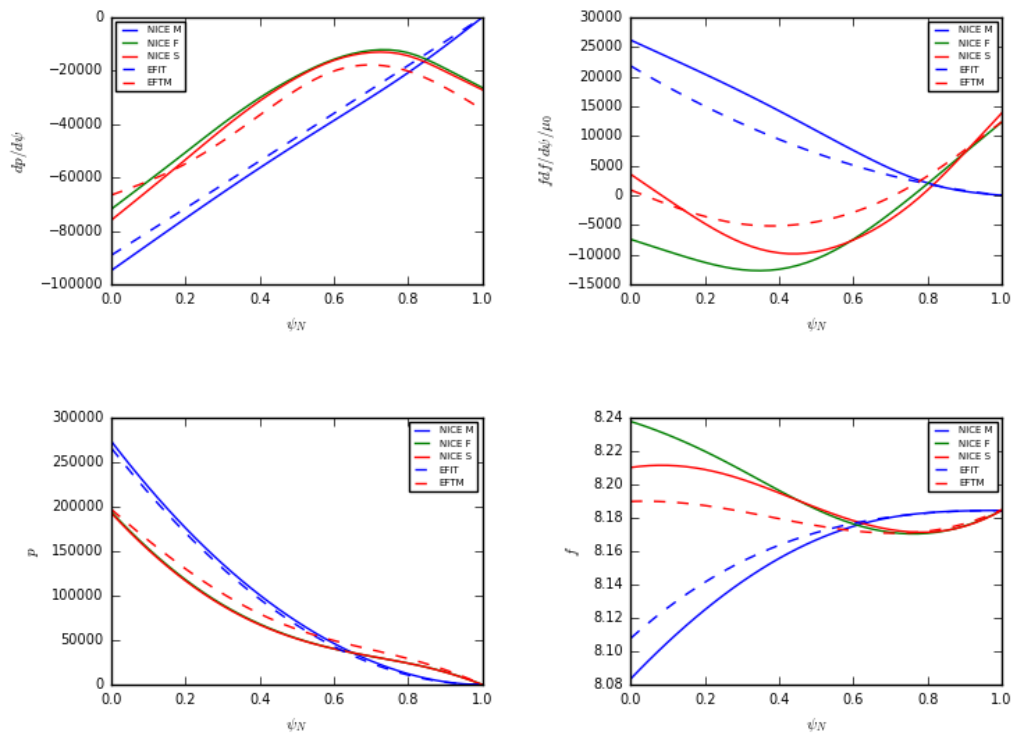 0
−20000
−40000
−60000
−80000
−100000
dp/dψ
NICE M
NICE F
NICE S
EFIT
EFTM
0.0 0.2 0.4 0.6 0.8 1.0
ψN
30000
25000
20000
15000
10000
5000
0
−5000
−10000
−15000
fdf/dψ/μ0
NICE M
NICE F
NICE S
EFIT
EFTM
0.0 0.2 0.4 0.6 0.8 1.0
ψN
300000
250000
200000
150000
100000
50000
0
p
NICE M
NICE F
NICE S
EFIT
EFTM
0.0 0.2 0.4 0.6 0.8 1.0
ψN
8.24
8.22
8.20
8.18
8.16
8.14
8.12
8.10
8.08
f
NICE M
NICE F
NICE S
EFIT
EFTM
0.0 0.2 0.4 0.6 0.8 1.0
ψN